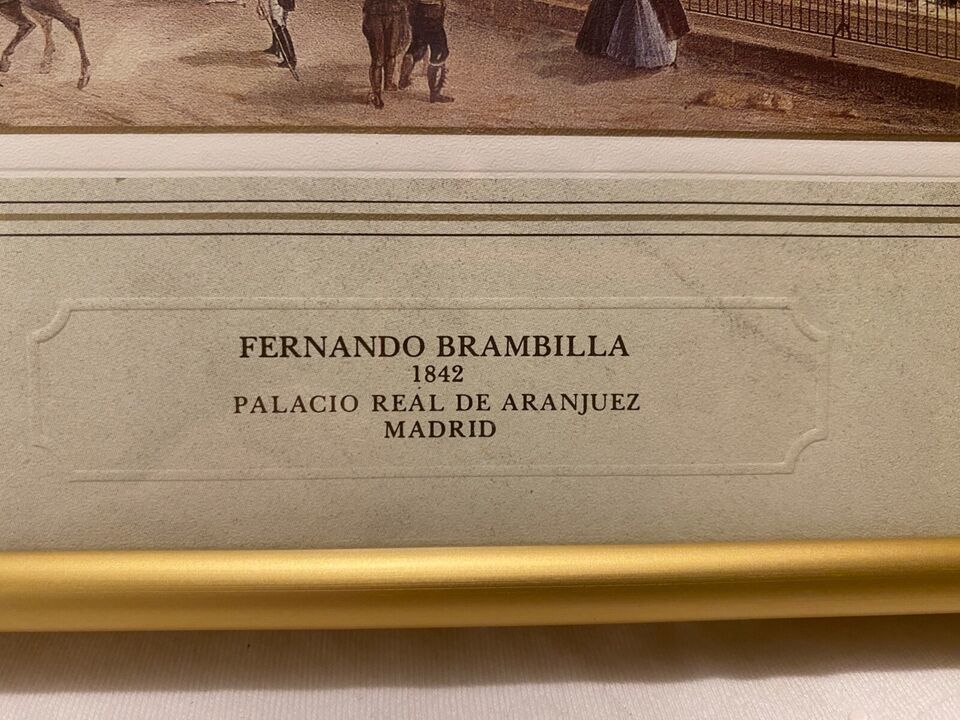 FERNANDO BRAMBILLA
1842
PALACIO REAL DE ARANJUEZ
MADRID